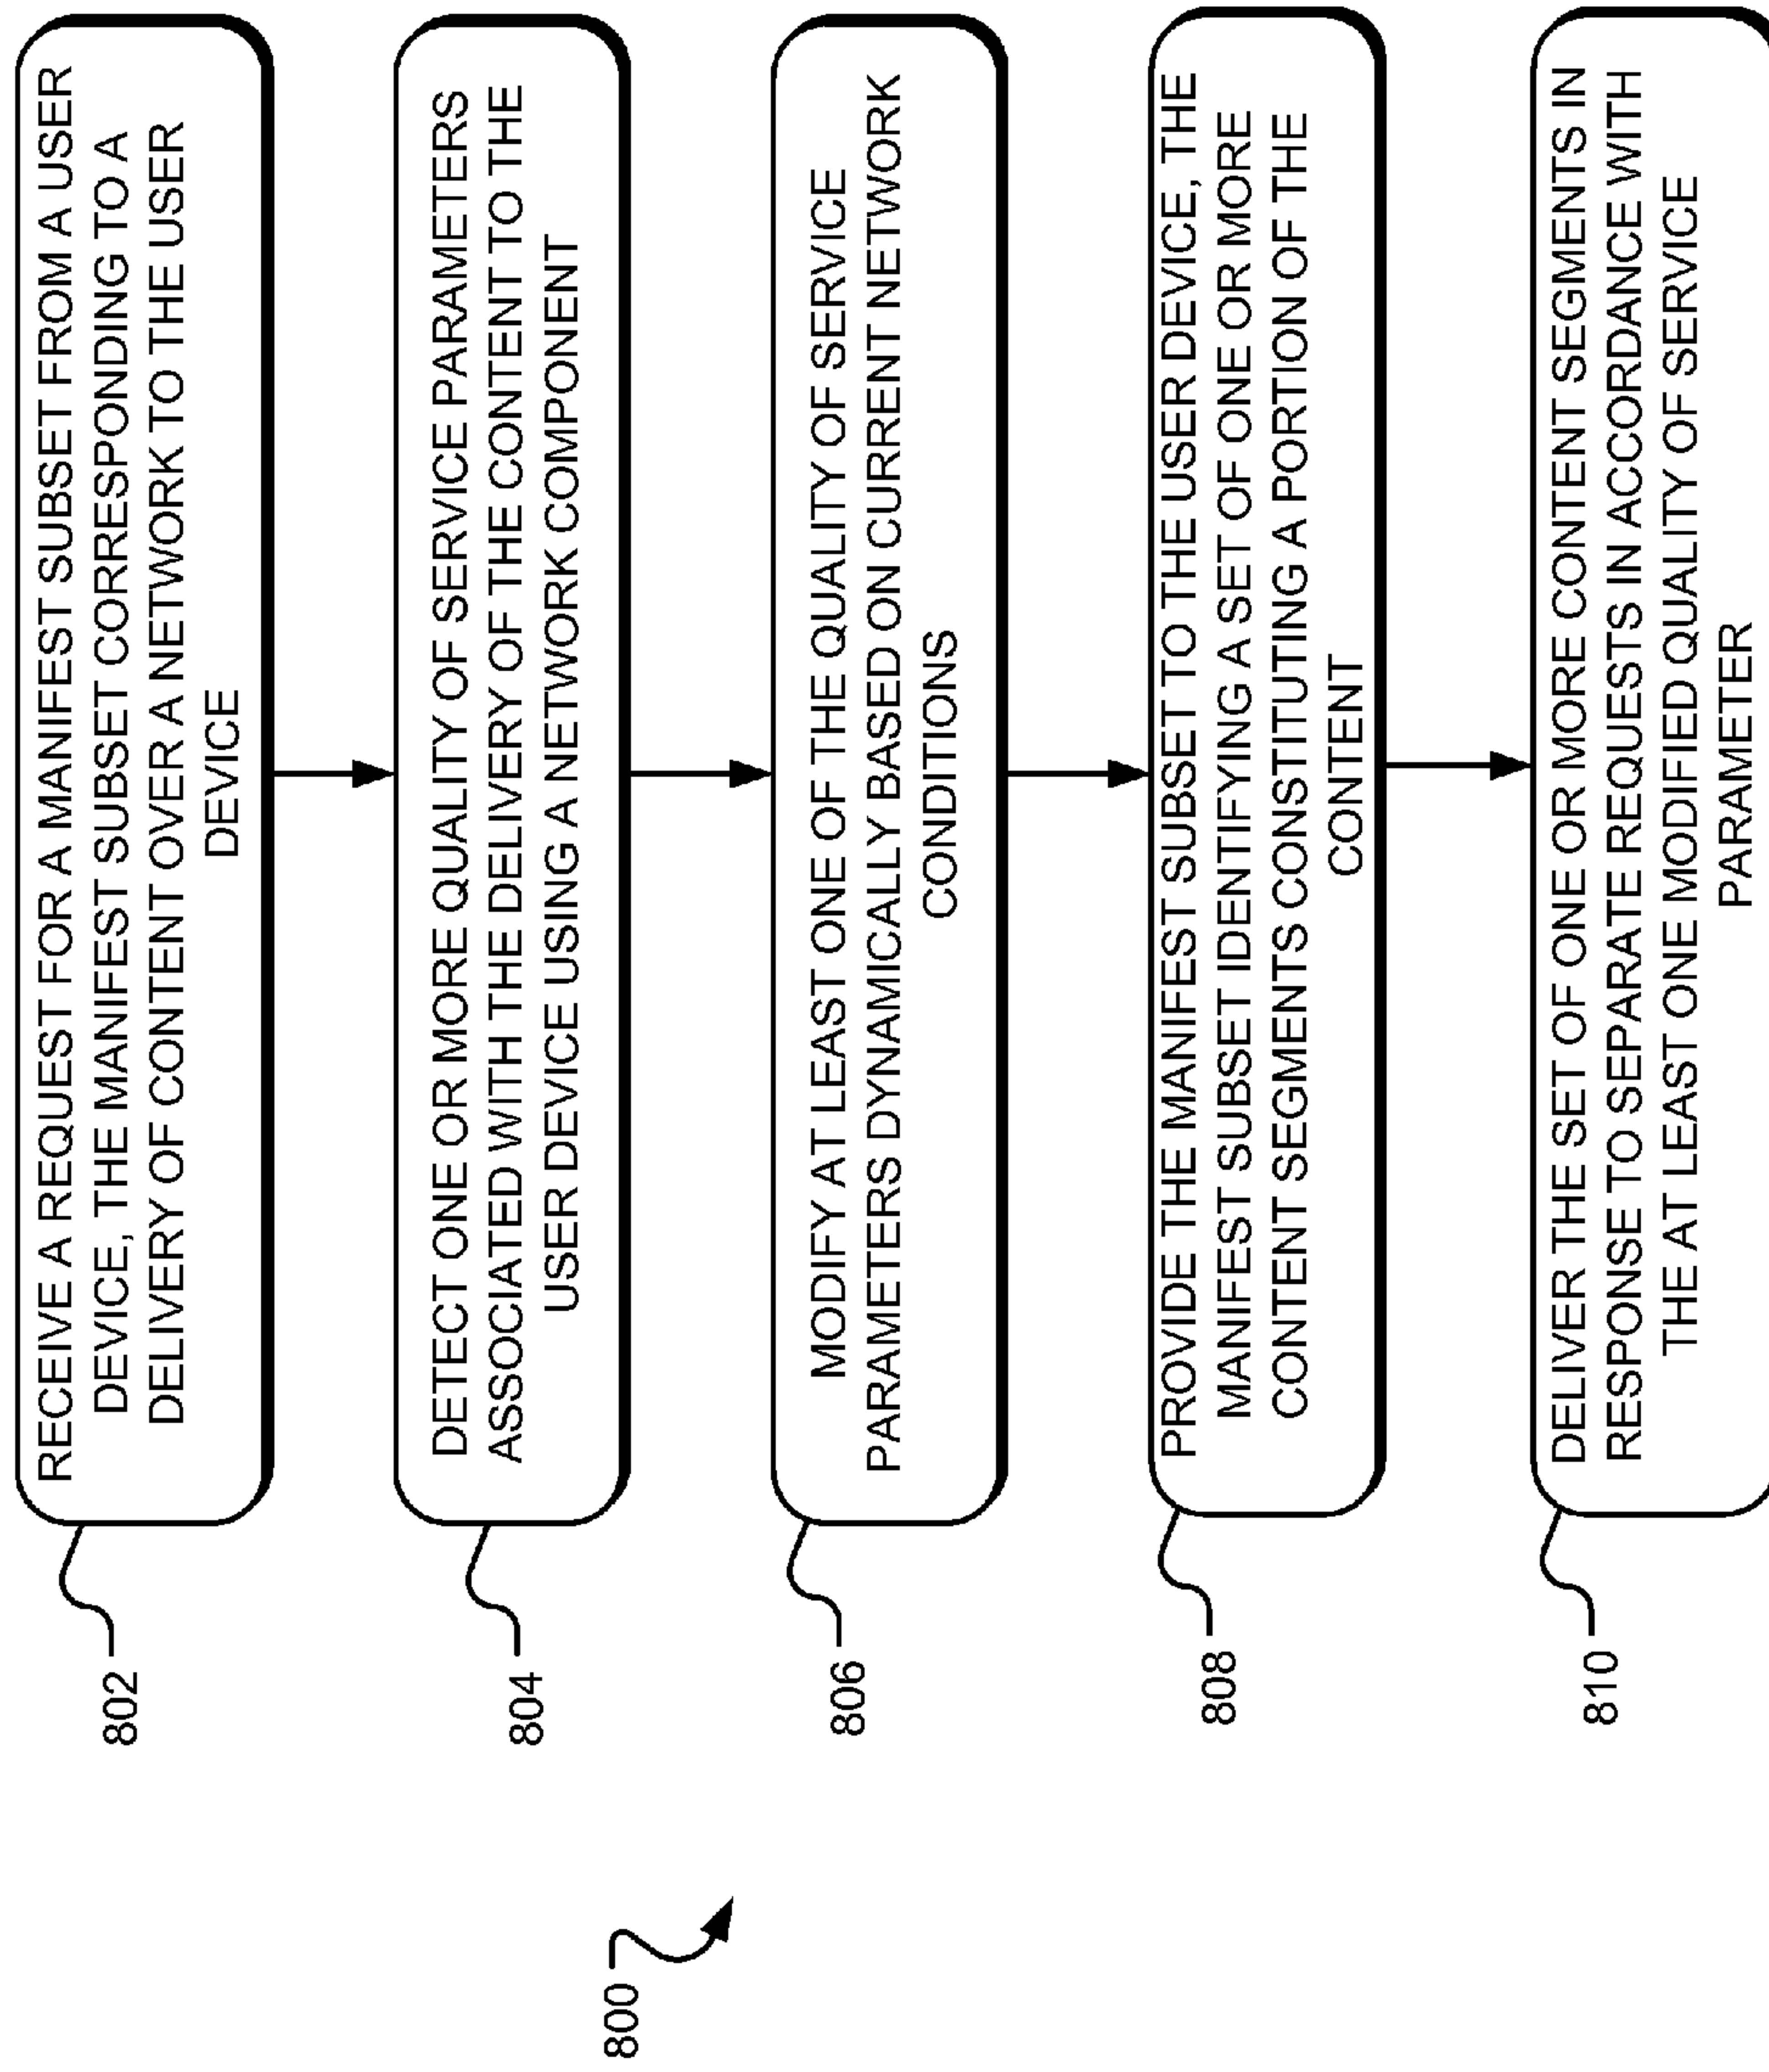 800
802
RECEIVE A REQUEST FOR A MANIFEST SUBSET FROM A USER
DEVICE, THE MANIFEST SUBSET CORRESPONDING TO A
DELIVERY OF CONTENT OVER A NETWORK TO THE USER
DEVICE
804
DETECT ONE OR MORE QUALITY OF SERVICE PARAMETERS
ASSOCIATED WITH THE DELIVERY OF THE CONTENT TO THE
USER DEVICE USING A NETWORK COMPONENT
806
MODIFY AT LEAST ONE OF THE QUALITY OF SERVICE
PARAMETERS DYNAMICALLY BASED ON CURRENT NETWORK
CONDITIONS
808
PROVIDE THE MANIFEST SUBSET TO THE USER DEVICE, THE
MANIFEST SUBSET IDENTIFYING A SET OF ONE OR MORE
CONTENT SEGMENTS CONSTITUTING A PORTION OF THE
CONTENT
810
DELIVER THE SET OF ONE OR MORE CONTENT SEGMENTS IN
RESPONSE TO SEPARATE REQUESTS IN ACCORDANCE WITH
THE AT LEAST ONE MODIFIED QUALITY OF SERVICE
PARAMETER